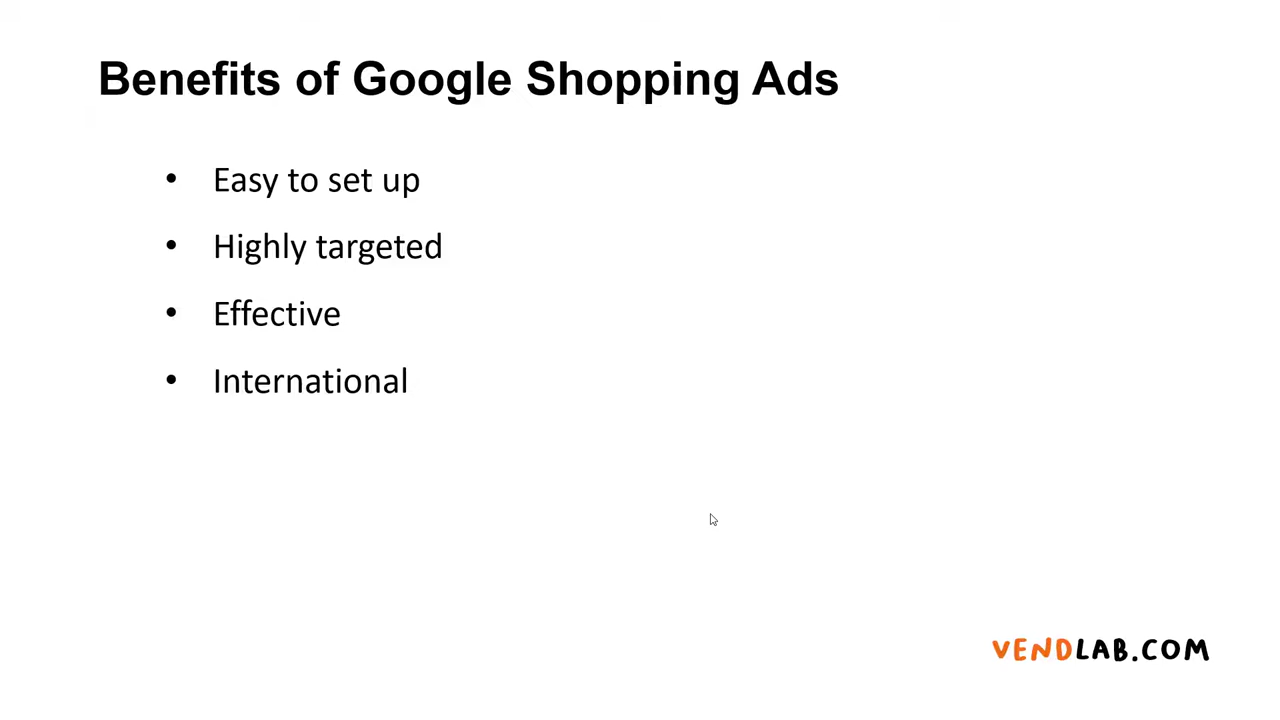 Benefits of Google Shopping Ads
• Easy to set up
• Highly targeted
• Effective
• International
VENDLAB.COM